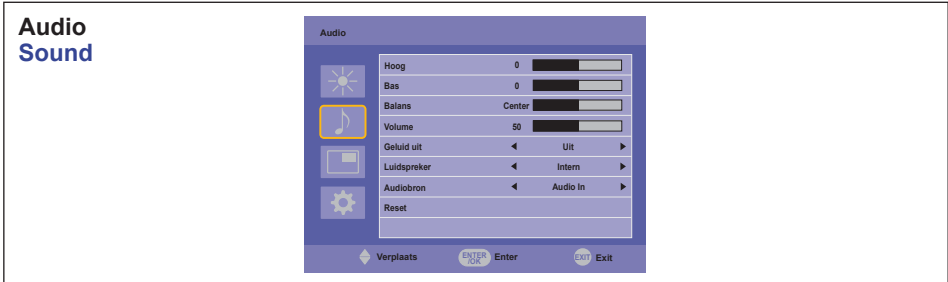 Audio
Sound
Audio
Hoog 0
Bas 0
Balans Center
Volume 50
Geluid uit Uit
Luidspreker Intern
Audiobron Audio In
Reset
Verplaats ENTER /OK Enter EXIT Exit